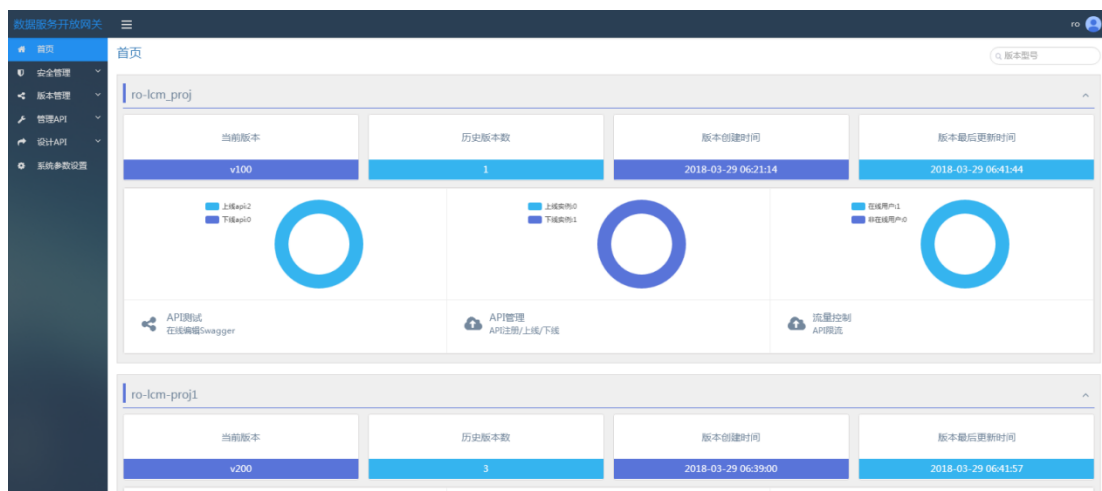 数据服务开放网关
ro
首页
安全管理
版本管理
管理API
设计API
系统参数设置
首页
版本型号
ro-lcm_proj
当前版本
历史版本数
版本创建时间
版本最后更新时间
v100
1
2018-03-29 06:21:14
2018-03-29 06:41:44
上线api:2
下线api:0
上线实例:0
下线实例:1
在线用户:1
非在线用户:0
API测试
在线编辑Swagger
API管理
API注册/上线/下线
流量控制
API限流
ro-lcm-proj1
当前版本
历史版本数
版本创建时间
版本最后更新时间
v200
3
2018-03-29 06:39:00
2018-03-29 06:41:57